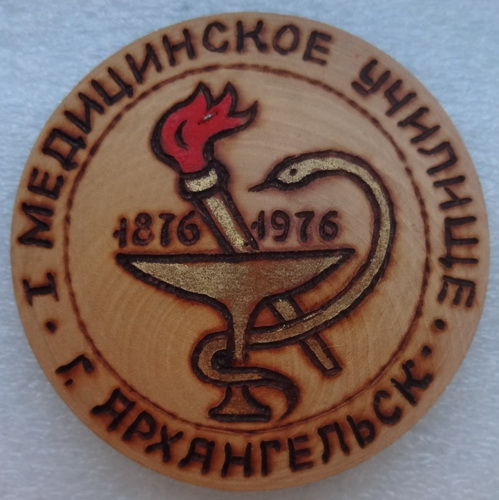 I МЕДИЦИНСКОЕ УЧИЛИЩЕ
1876 1976
Г. АРХАНГЕЛЬСК